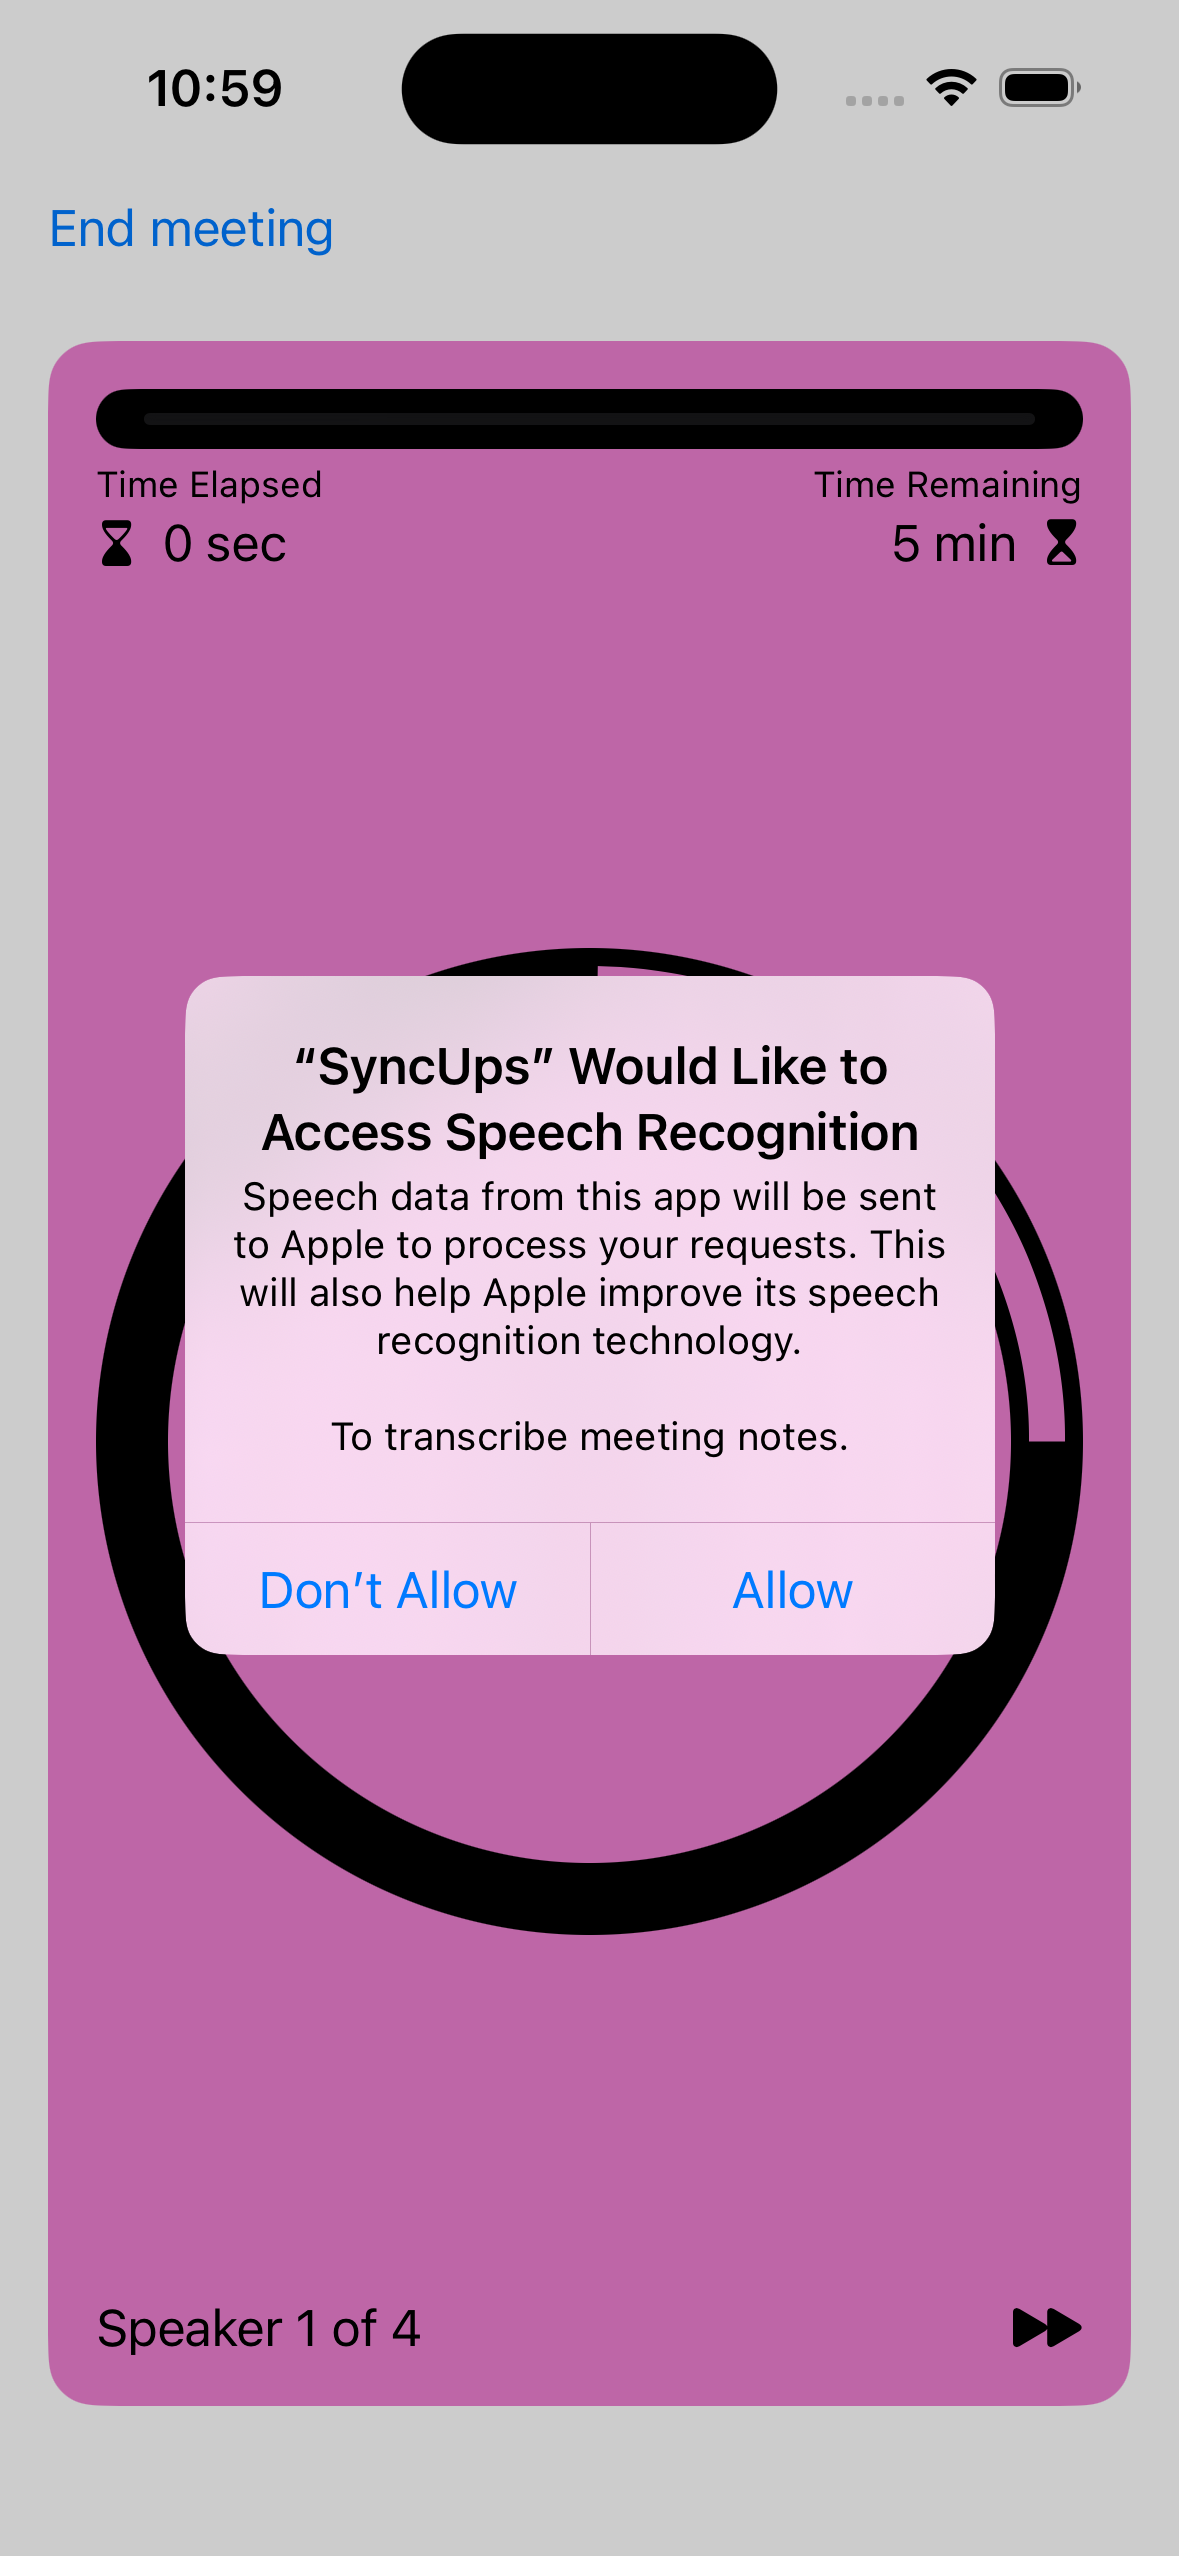 10:59
End meeting
Time Elapsed
Time Remaining
0 sec
5 min
“SyncUps” Would Like to
Access Speech Recognition
Speech data from this app will be sent
to Apple to process your requests. This
will also help Apple improve its speech
recognition technology.
To transcribe meeting notes.
Don’t Allow
Allow
Speaker 1 of 4